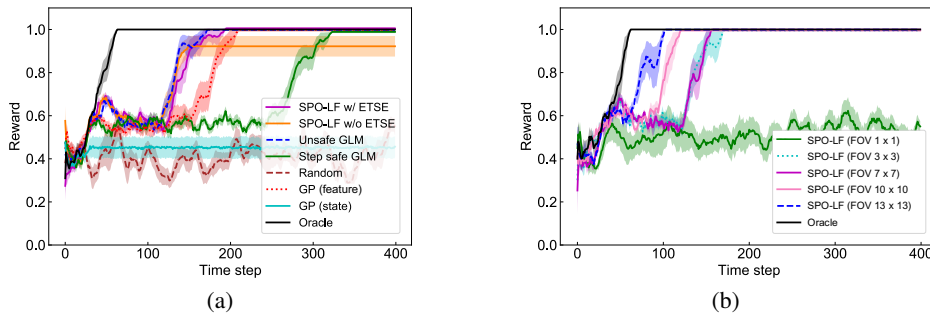 1.0
0.8
0.6
0.4
0.2
0.0
Reward
SPO-LF w/ ETSE
SPO-LF w/o ETSE
Unsafe GLM
Step safe GLM
Random
GP (feature)
GP (state)
Oracle
0 100 200 300 400
Time step
(a)
1.0
0.8
0.6
0.4
0.2
0.0
Reward
SPO-LF (FOV 1 x 1)
SPO-LF (FOV 3 x 3)
SPO-LF (FOV 7 x 7)
SPO-LF (FOV 10 x 10
SPO-LF (FOV 13 x 13)
Oracle
0 100 200 300 400
Time step
(b)